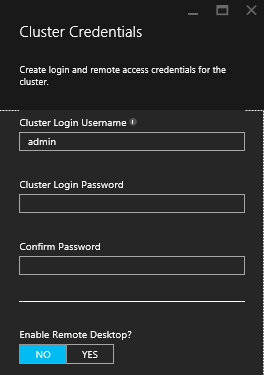 Cluster Credentials
Create login and remote access credentials for the
cluster.
Cluster Login Username
admin
Cluster Login Password
Confirm Password
Enable Remote Desktop?
NO YES